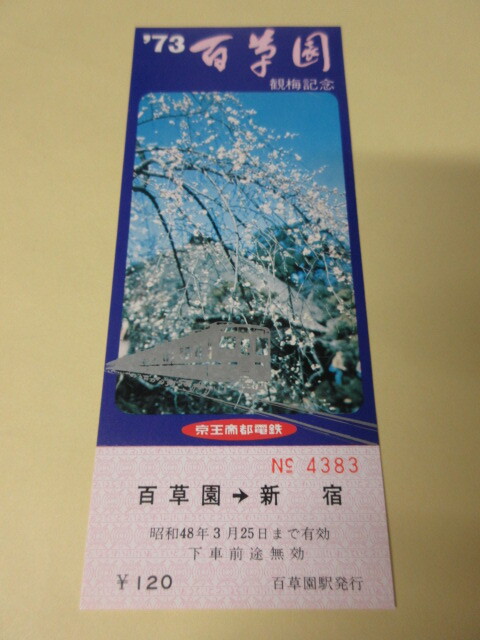 '73 百草園
観梅記念
京王帝都電鉄
No 4383
百草園→新 宿
昭和48年3月25日まで有効
下車前途無効
¥120 百草園駅発行